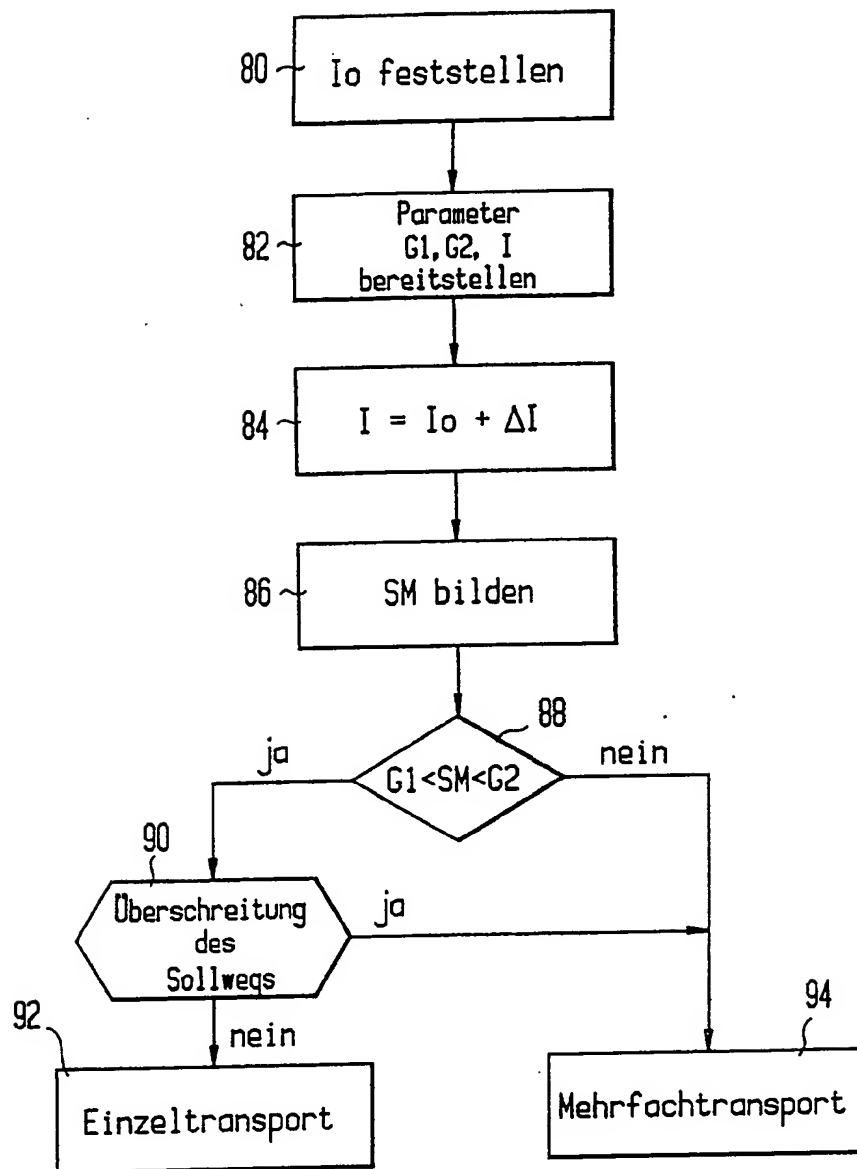 80
Io feststellen
82
Parameter
G1, G2, I
bereitstellen
84
I = Io + ΔI
86
SM bilden
88
ja
nein
G1<SM<G2
90
Überschreitung
des
Sollwegs
ja
92
nein
94
Einzeltransport
Mehrfachtransport